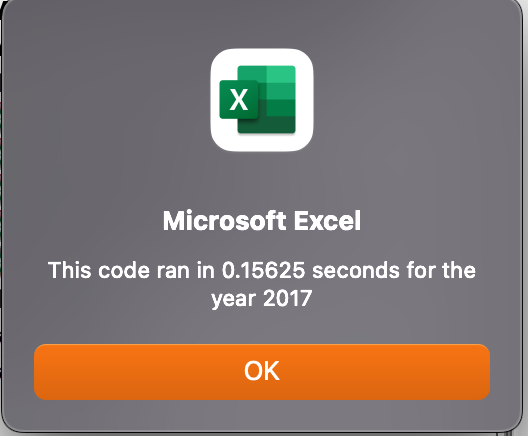 X
Microsoft Excel
This code ran in 0.15625 seconds for the
year 2017
OK